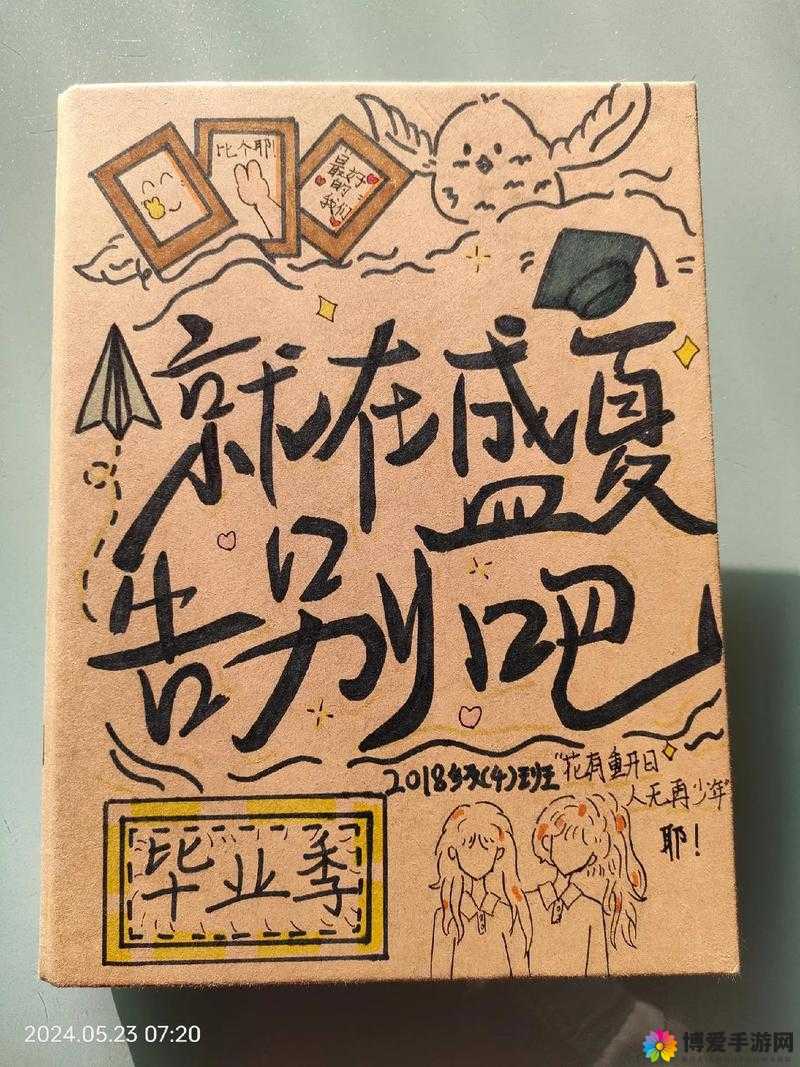 比个耶!
最好
的
我们
就在盛夏
告别吧
2018级(4)班
"花有重开日
人无再少年"
耶!
毕业季
2024.05.23 07:20
博爱手游网